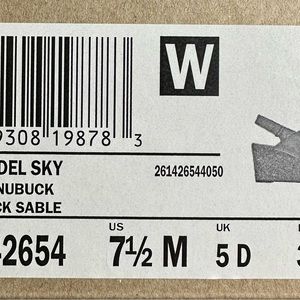 W
9308 19878 3
DEL SKY
NUBUCK
CK SABLE
261426544050
US
UK
2654
7½ M
5 D